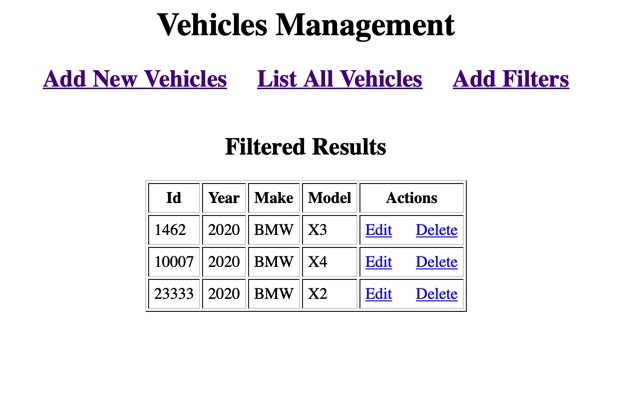 Vehicles Management
Add New Vehicles List All Vehicles Add Filters
Filtered Results
Id Year Make Model Actions
1462 2020 BMW X3 Edit Delete
10007 2020 BMW X4 Edit Delete
23333 2020 BMW X2 Edit Delete